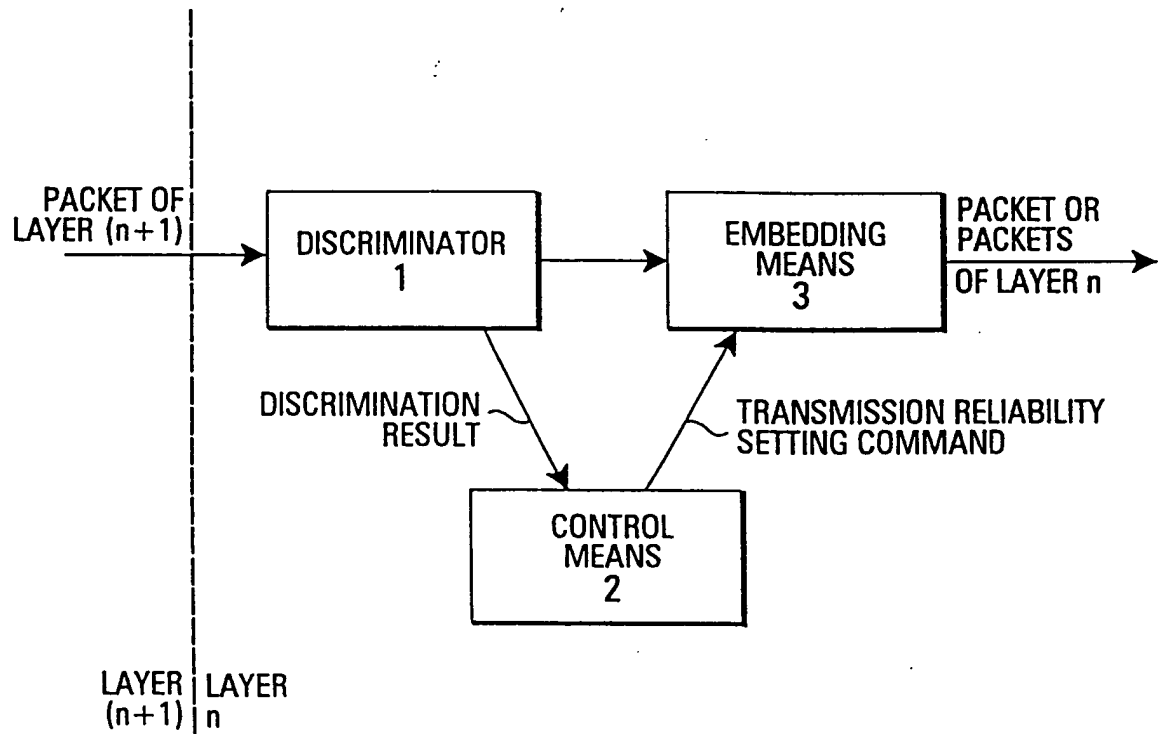 PACKET OF
LAYER (n+1)
DISCRIMINATOR
1
EMBEDDING
MEANS
3
PACKET OR
PACKETS
OF LAYER n
DISCRIMINATION
RESULT
TRANSMISSION RELIABILITY
SETTING COMMAND
CONTROL
MEANS
2
LAYER
(n+1)
LAYER
n